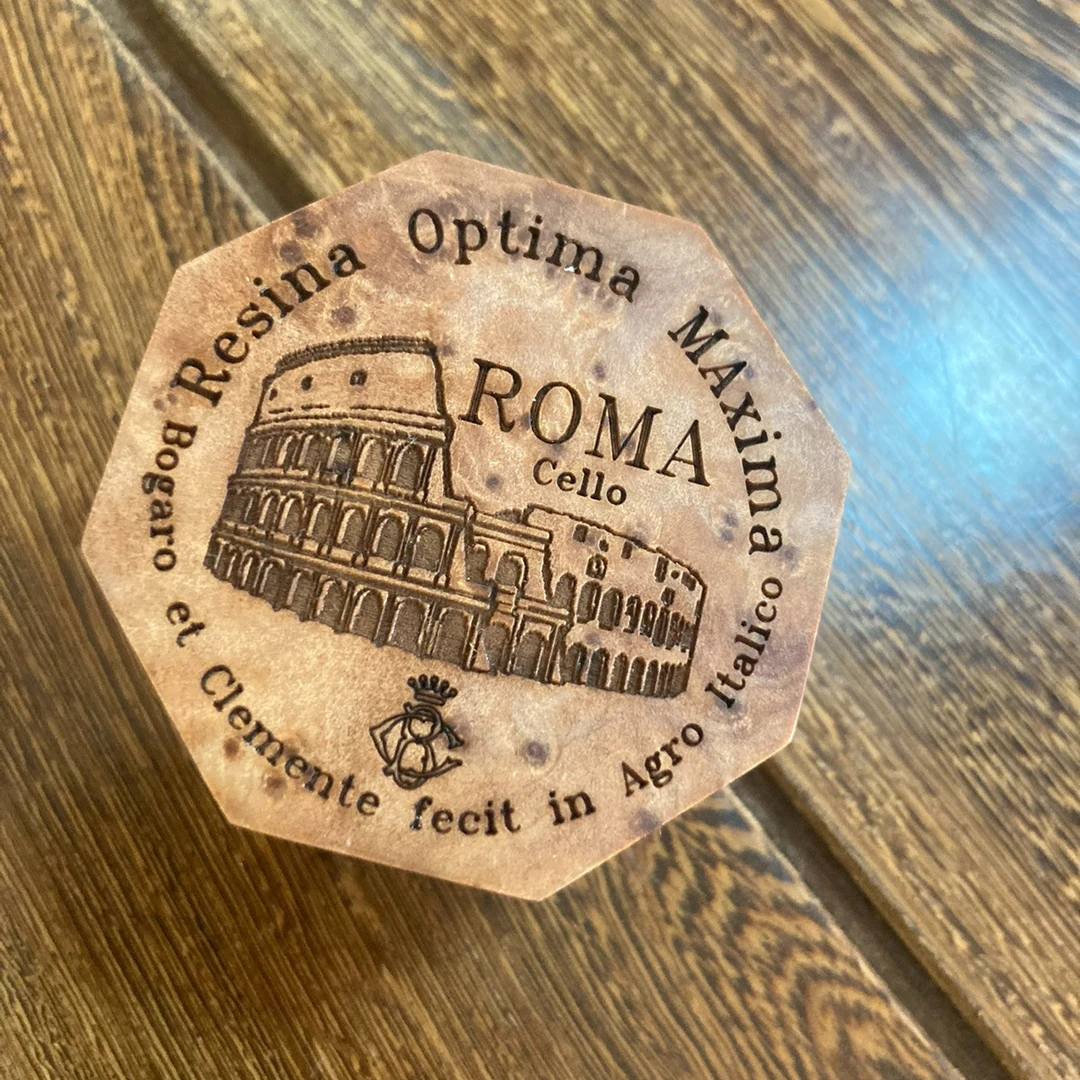 Resina Optima MAxima
ROMA
Cello
Bogaro et Clemente fecit in Agro Italico